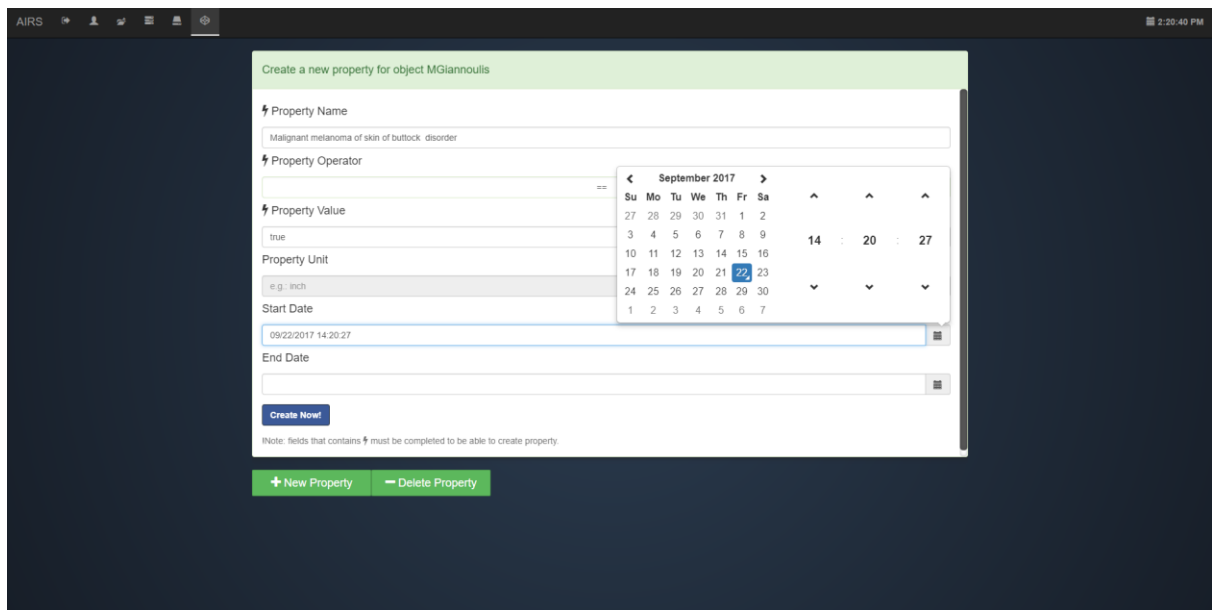 AIRS
2:20:40 PM
Create a new property for object MGiannoulis
Property Name
Malignant melanoma of skin of buttock disorder
Property Operator
==
Property Value
true
Property Unit
e.g.: inch
Start Date
09/22/2017 14:20:27
September 2017
Su Mo Tu We Th Fr Sa
27 28 29 30 31 1 2
3 4 5 6 7 8 9
10 11 12 13 14 15 16
17 18 19 20 21 22 23
24 25 26 27 28 29 30
1 2 3 4 5 6 7
14 : 20 : 27
End Date
Create Now!
!Note: fields that contains must be completed to be able to create property.
New Property
Delete Property